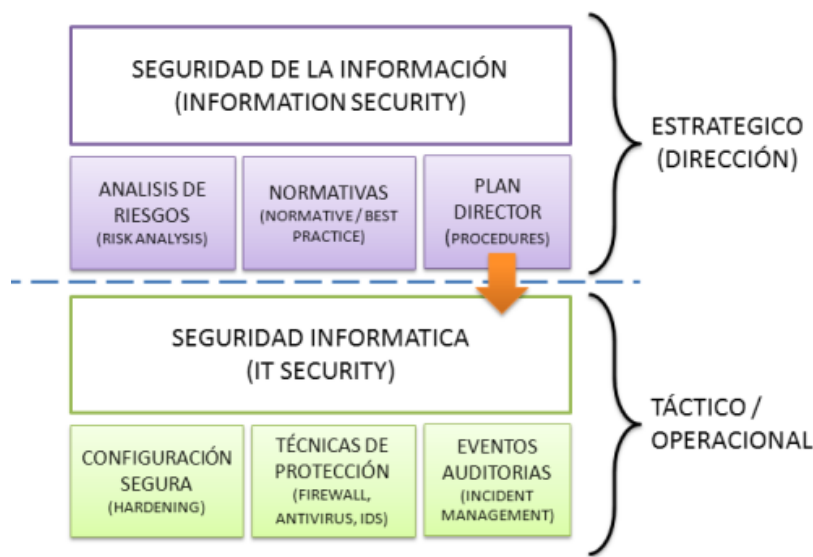 SEGURIDAD DE LA INFORMACIÓN
(INFORMATION SECURITY)
ESTRATEGICO
(DIRECCIÓN)
ANALISIS DE
RIESGOS
(RISK ANALYSIS)
NORMATIVAS
(NORMATIVE / BEST
PRACTICE)
PLAN
DIRECTOR
(PROCEDURES)
SEGURIDAD INFORMATICA
(IT SECURITY)
TÁCTICO /
OPERACIONAL
CONFIGURACIÓN
SEGURA
(HARDENING)
TÉCNICAS DE
PROTECCIÓN
(FIREWALL,
ANTIVIRUS, IDS)
EVENTOS
AUDITORIAS
(INCIDENT
MANAGEMENT)